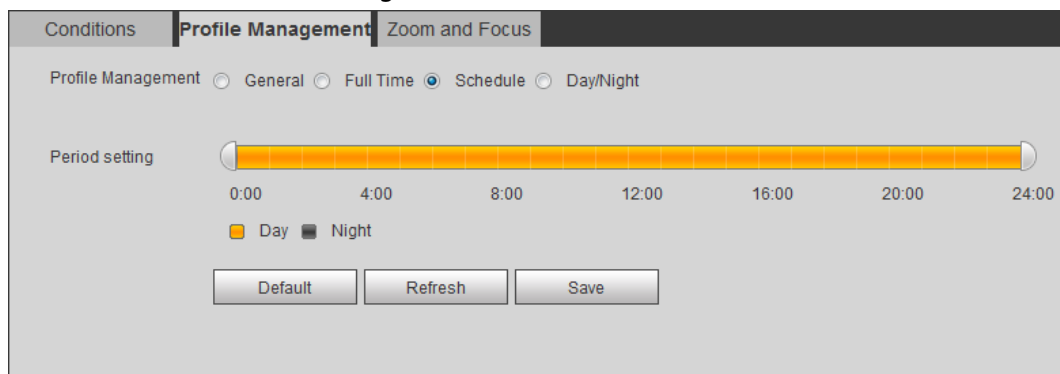 Conditions Profile Management Zoom and Focus
Profile Management General Full Time Schedule Day/Night
Period setting
0:00 4:00 8:00 12:00 16:00 20:00 24:00
Day Night
Default Refresh Save